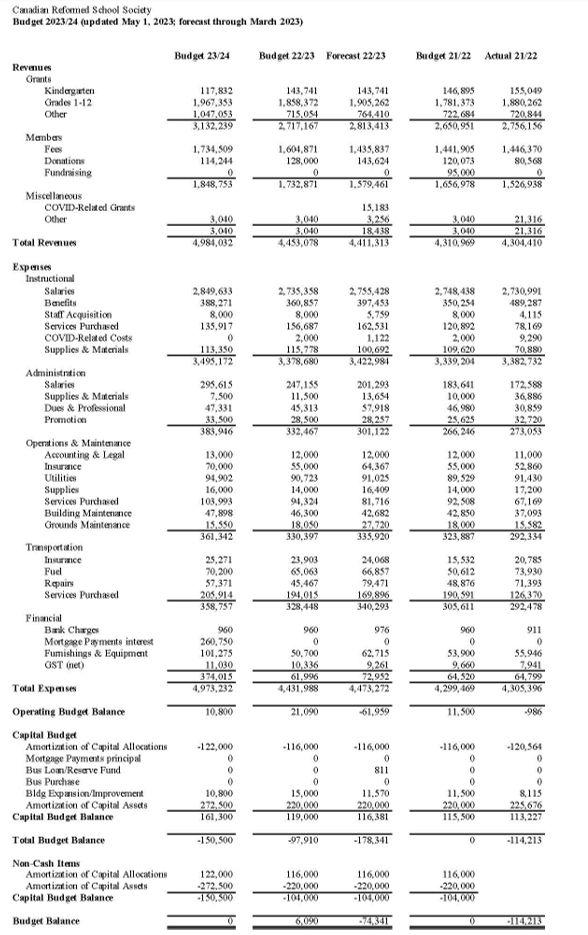 Canadian Reformed School Society
Budget 2023/24 (updated May 1, 2023; forecast through March 2023)
Budget 23/24 Budget 22/23 Forecast 22/23 Budget 21/22 Actual 21/22
Revenues
Grants
Kindergarten 117,832 143,741 143,741 146,895 155,049
Grades 1-12 1,967,353 1,858,372 1,905,262 1,781,373 1,880,262
Other 1,047,053 715,054 764,410 722,684 720,844
3,132,239 2,717,167 2,813,413 2,650,951 2,756,156
Members
Fees 1,734,509 1,604,871 1,435,837 1,441,905 1,446,370
Donations 114,244 128,000 143,624 120,073 80,568
Fundraising 0 0 0 95,000 0
1,848,753 1,732,871 1,579,461 1,656,978 1,526,938
Miscellaneous
COVID-Related Grants 15,183
Other 3,040 3,040 3,256 3,040 21,316
3,040 3,040 18,438 3,040 21,316
Total Revenues 4,984,032 4,453,078 4,411,313 4,310,969 4,304,410
Expenses
Instructional
Salaries 2,849,633 2,735,358 2,755,428 2,748,438 2,730,991
Benefits 388,271 360,857 397,453 350,254 489,287
Staff Acquisition 8,000 8,000 5,759 8,000 4,115
Services Purchased 135,917 156,687 162,531 120,892 78,169
COVID-Related Costs 0 2,000 1,122 2,000 9,290
Supplies & Materials 113,350 115,778 100,692 109,620 70,880
3,495,172 3,378,680 3,422,984 3,339,204 3,382,732
Administration
Salaries 295,615 247,155 201,293 183,641 172,588
Supplies & Materials 7,500 11,500 13,654 10,000 36,886
Dues & Professional 47,331 45,313 57,918 46,980 30,859
Promotion 33,500 28,500 28,257 25,625 32,720
383,946 332,467 301,122 266,246 273,053
Operations & Maintenance
Accounting & Legal 13,000 12,000 12,000 12,000 11,000
Insurance 70,000 55,000 64,367 55,000 52,860
Utilities 94,902 90,723 91,025 89,529 91,430
Supplies 16,000 14,000 16,409 14,000 17,200
Services Purchased 103,993 94,324 81,716 92,508 67,169
Building Maintenance 47,898 46,300 42,682 42,850 37,093
Grounds Maintenance 15,550 18,050 27,720 18,000 15,582
361,342 330,397 335,920 323,887 292,334
Transportation
Insurance 25,271 23,903 24,068 15,532 20,785
Fuel 70,200 65,063 66,857 50,612 73,930
Repairs 57,371 45,467 79,471 48,876 71,393
Services Purchased 205,914 194,015 169,896 190,591 126,370
358,757 328,448 340,293 305,611 292,478
Financial
Bank Charges 960 960 976 960 911
Mortgage Payments interest 260,750 0 0 0 0
Furnishings & Equipment 101,275 50,700 62,715 53,900 55,946
GST (net) 11,030 10,336 9,261 9,660 7,941
374,015 61,996 72,952 64,520 64,799
Total Expenses 4,973,232 4,431,988 4,473,272 4,299,469 4,305,396
Operating Budget Balance 10,800 21,090 -61,959 11,500 -986
Capital Budget
Amortization of Capital Allocations -122,000 -116,000 -116,000 -116,000 -120,564
Mortgage Payments principal 0 0 0 0 0
Bus Loan/Reserve Fund 0 0 811 0 0
Bus Purchase 0 0 0 0 0
Bldg Expansion/Improvement 10,800 15,000 11,570 11,500 8,115
Amortization of Capital Assets 272,500 220,000 220,000 220,000 225,676
Capital Budget Balance 161,300 119,000 116,381 115,500 113,227
Total Budget Balance -150,500 -97,910 -178,341 0 -114,213
Non-Cash Items
Amortization of Capital Allocations 122,000 116,000 116,000 116,000
Amortization of Capital Assets -272,500 -220,000 -220,000 -220,000
Capital Budget Balance -150,500 -104,000 -104,000 -104,000
Budget Balance 0 6,090 -74,341 0 -114,213